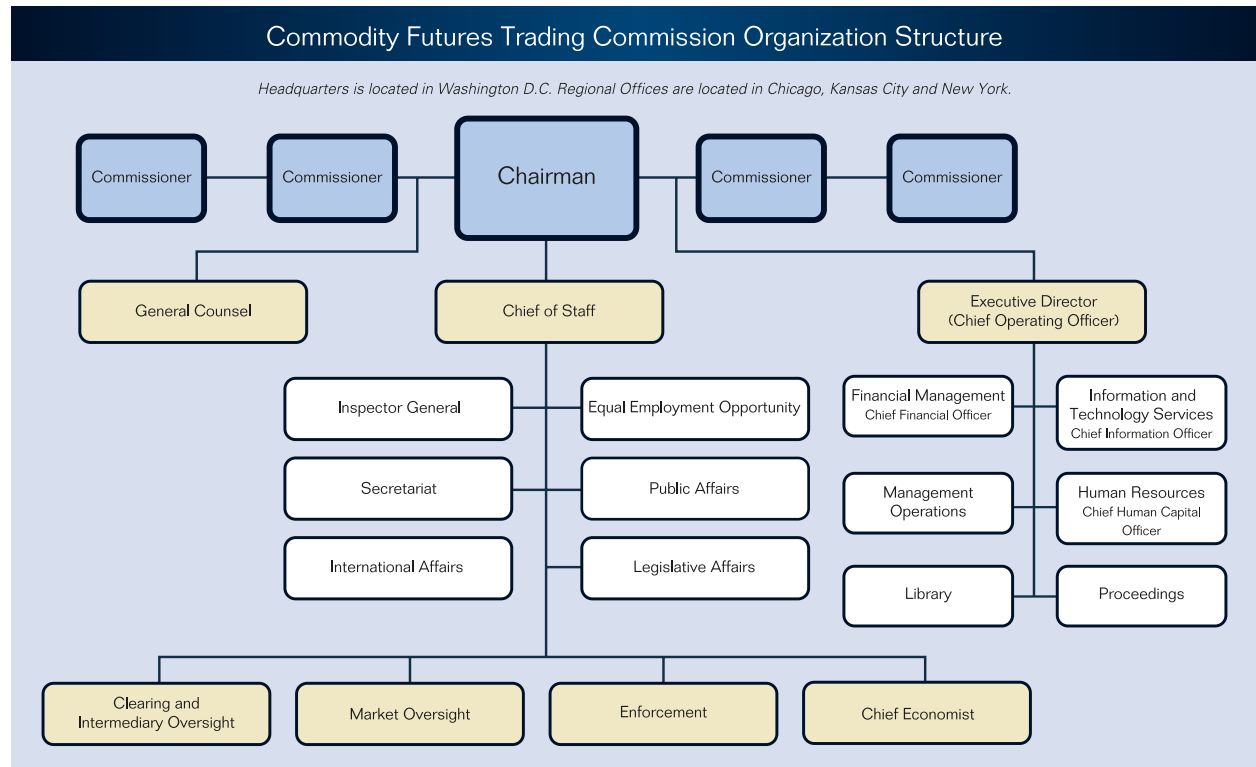 Commodity Futures Trading Commission Organization Structure
Headquarters is located in Washington D.C. Regional Offices are located in Chicago, Kansas City and New York.
Commissioner
Commissioner
Chairman
Commissioner
Commissioner
General Counsel
Chief of Staff
Executive Director
(Chief Operating Officer)
Inspector General
Equal Employment Opportunity
Financial Management
Chief Financial Officer
Information and
Technology Services
Chief Information Officer
Secretariat
Public Affairs
Management
Operations
Human Resources
Chief Human Capital
Officer
International Affairs
Legislative Affairs
Library
Proceedings
Clearing and
Intermediary Oversight
Market Oversight
Enforcement
Chief Economist